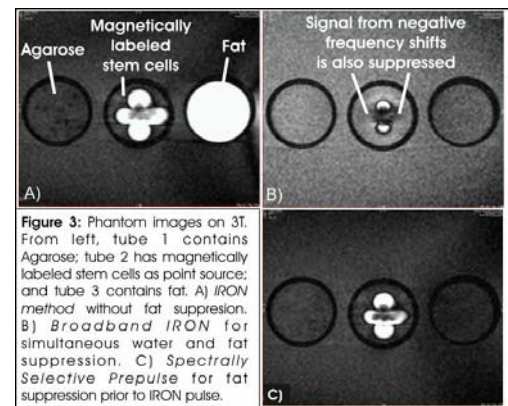 Agarose
Magnetically
labeled
stem cells
Fat
A)
Signal from negative
frequency shifts
is also suppressed
B)
Figure 3: Phantom images on 3T.
From left, tube 1 contains
Agarose; tube 2 has magnetically
labeled stem cells as point source;
and tube 3 contains fat. A) IRON
method without fat suppresion.
B) Broadband IRON for
simultaneous water and fat
suppression. C) Spectrally
Selective Prepulse for fat
suppression prior to IRON pulse.
C)